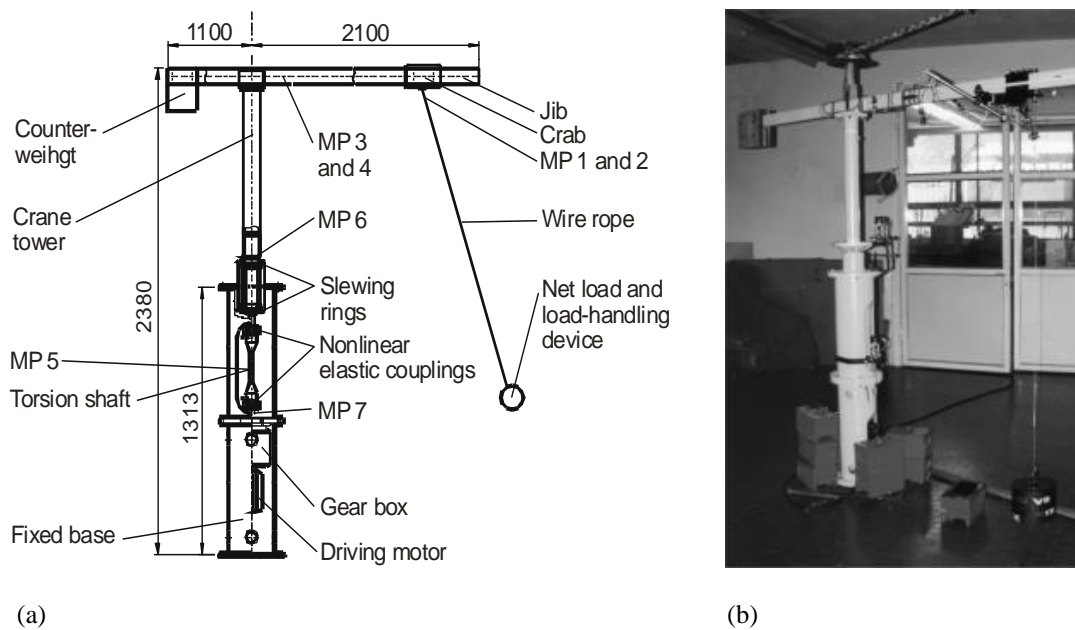 1100
2100
Counter-
weihgt
Jib
Crab
MP 3
and 4
MP 1 and 2
Crane
tower
MP 6
Wire rope
2380
Slewing
rings
Net load and
load-handling
device
1313
Nonlinear
elastic couplings
MP 5
Torsion shaft
MP 7
Gear box
Fixed base
Driving motor
(a)
(b)